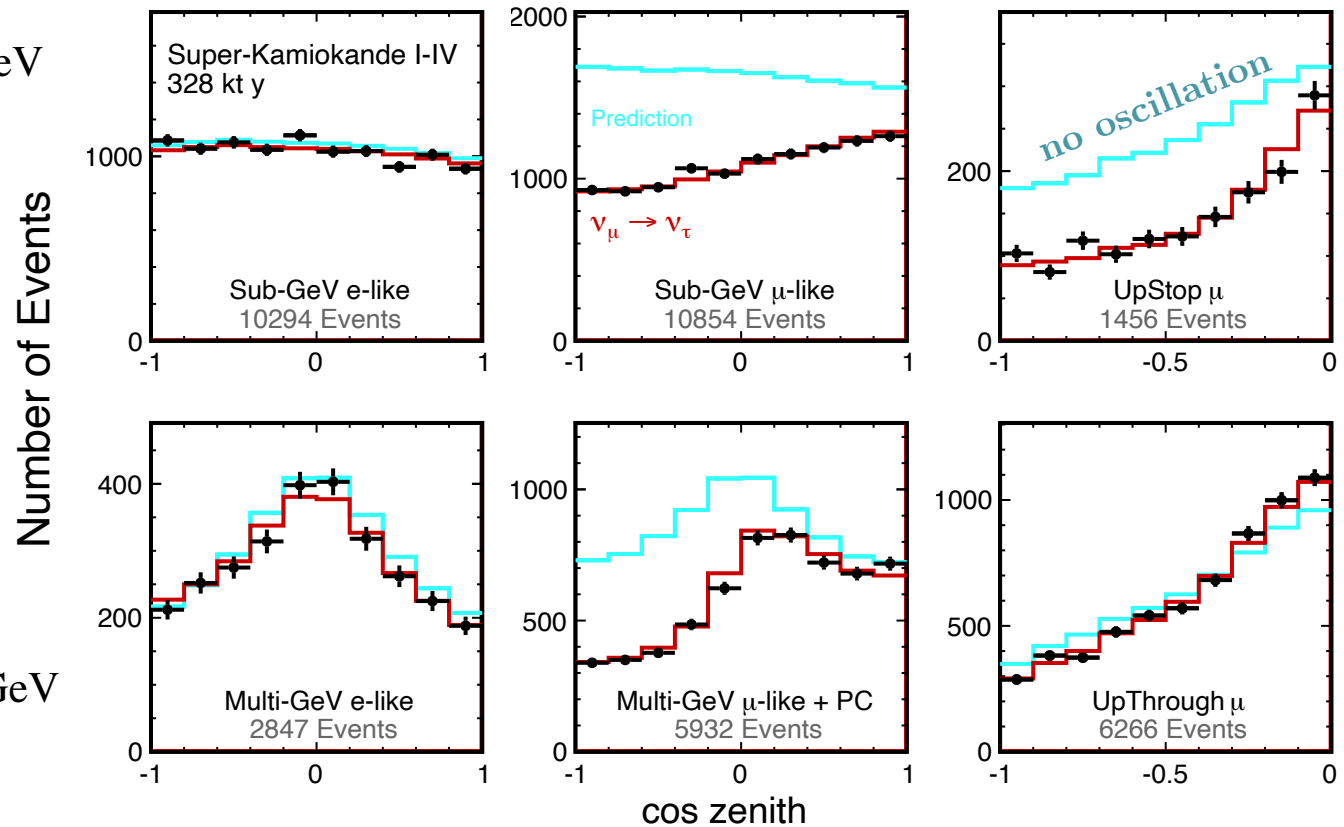 eV
Super-Kamiokande I-IV
328 kt y
Number of Events
1000
0
-1 0 1
Sub-GeV e-like
10294 Events
2000
1000
0
-1 0 1
Prediction
νμ → ντ
Sub-GeV μ-like
10854 Events
200
0
-1 -0.5 0
no oscillation
UpStop μ
1456 Events
GeV
400
200
0
-1 0 1
Multi-GeV e-like
2847 Events
1000
500
0
-1 0 1
Multi-GeV μ-like + PC
5932 Events
1000
500
0
-1 -0.5 0
UpThrough μ
6266 Events
cos zenith